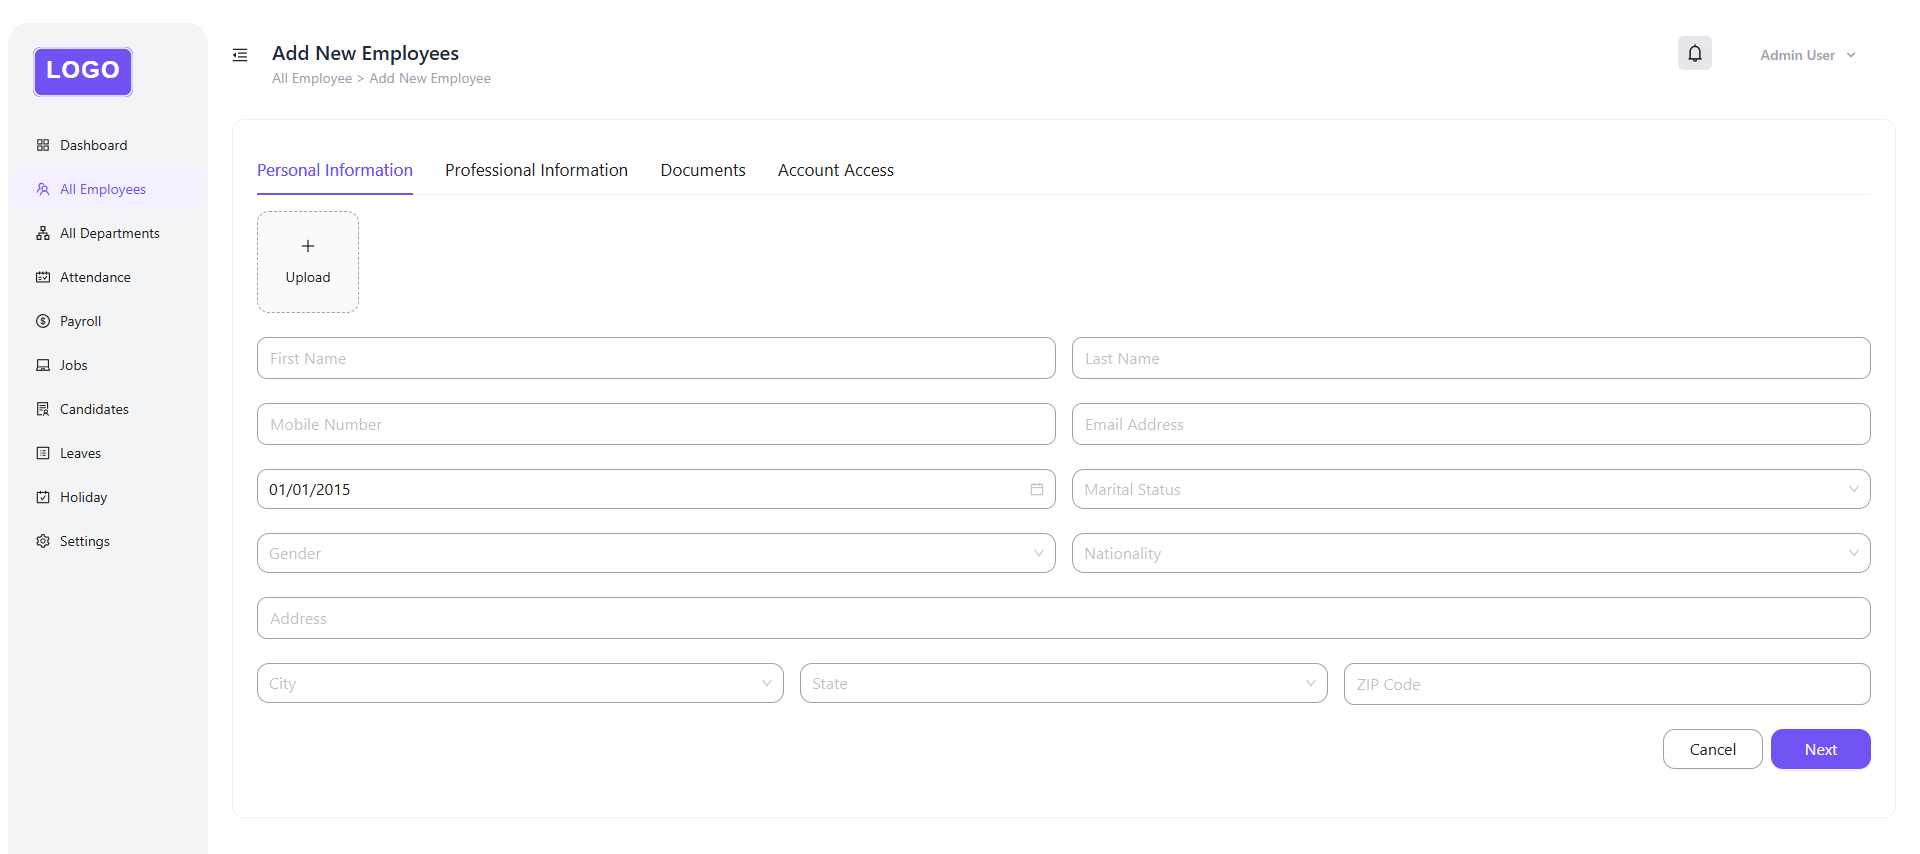 LOGO
Dashboard
All Employees
All Departments
Attendance
Payroll
Jobs
Candidates
Leaves
Holiday
Settings
Add New Employees
All Employee > Add New Employee
Admin User
Personal Information Professional Information Documents Account Access
+
Upload
First Name Last Name
Mobile Number Email Address
01/01/2015 Marital Status
Gender Nationality
Address
City State ZIP Code
Cancel Next